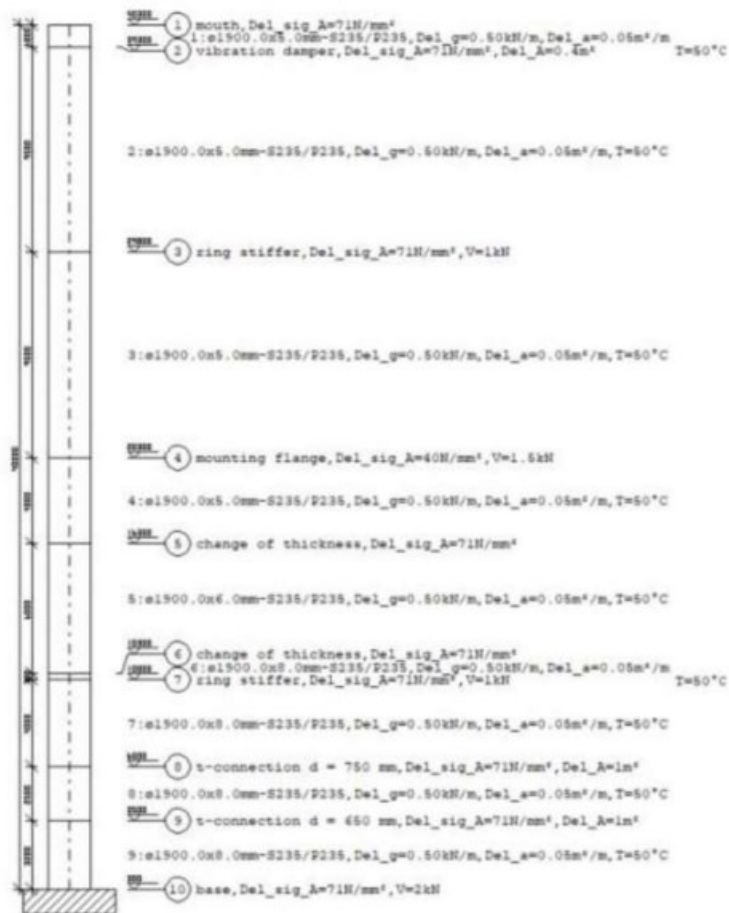 1 mouth,Del_sig_A=71N/mm²
1:ø1900.0x5.0mm-S235/P235,Del_g=0.50kN/m,Del_a=0.05m²/m
2 vibration damper,Del_sig_A=71N/mm²,Del_A=0.4m² T=50°C
2:ø1900.0x5.0mm-S235/P235,Del_g=0.50kN/m,Del_a=0.05m²/m,T=50°C
3 ring stiffer,Del_sig_A=71N/mm²,V=1kN
3:ø1900.0x5.0mm-S235/P235,Del_g=0.50kN/m,Del_a=0.05m²/m,T=50°C
4 mounting flange,Del_sig_A=40N/mm²,V=1.5kN
4:ø1900.0x5.0mm-S235/P235,Del_g=0.50kN/m,Del_a=0.05m²/m,T=50°C
5 change of thickness,Del_sig_A=71N/mm²
5:ø1900.0x6.0mm-S235/P235,Del_g=0.50kN/m,Del_a=0.05m²/m,T=50°C
6 change of thickness,Del_sig_A=71N/mm²
6:ø1900.0x8.0mm-S235/P235,Del_g=0.50kN/m,Del_a=0.05m²/m
7 ring stiffer,Del_sig_A=71N/mm²,V=1kN T=50°C
7:ø1900.0x8.0mm-S235/P235,Del_g=0.50kN/m,Del_a=0.05m²/m,T=50°C
8 t-connection d = 750 mm,Del_sig_A=71N/mm²,Del_A=1m²
8:ø1900.0x8.0mm-S235/P235,Del_g=0.50kN/m,Del_a=0.05m²/m,T=50°C
9 t-connection d = 650 mm,Del_sig_A=71N/mm²,Del_A=1m²
9:ø1900.0x8.0mm-S235/P235,Del_g=0.50kN/m,Del_a=0.05m²/m,T=50°C
10 base,Del_sig_A=71N/mm²,V=2kN